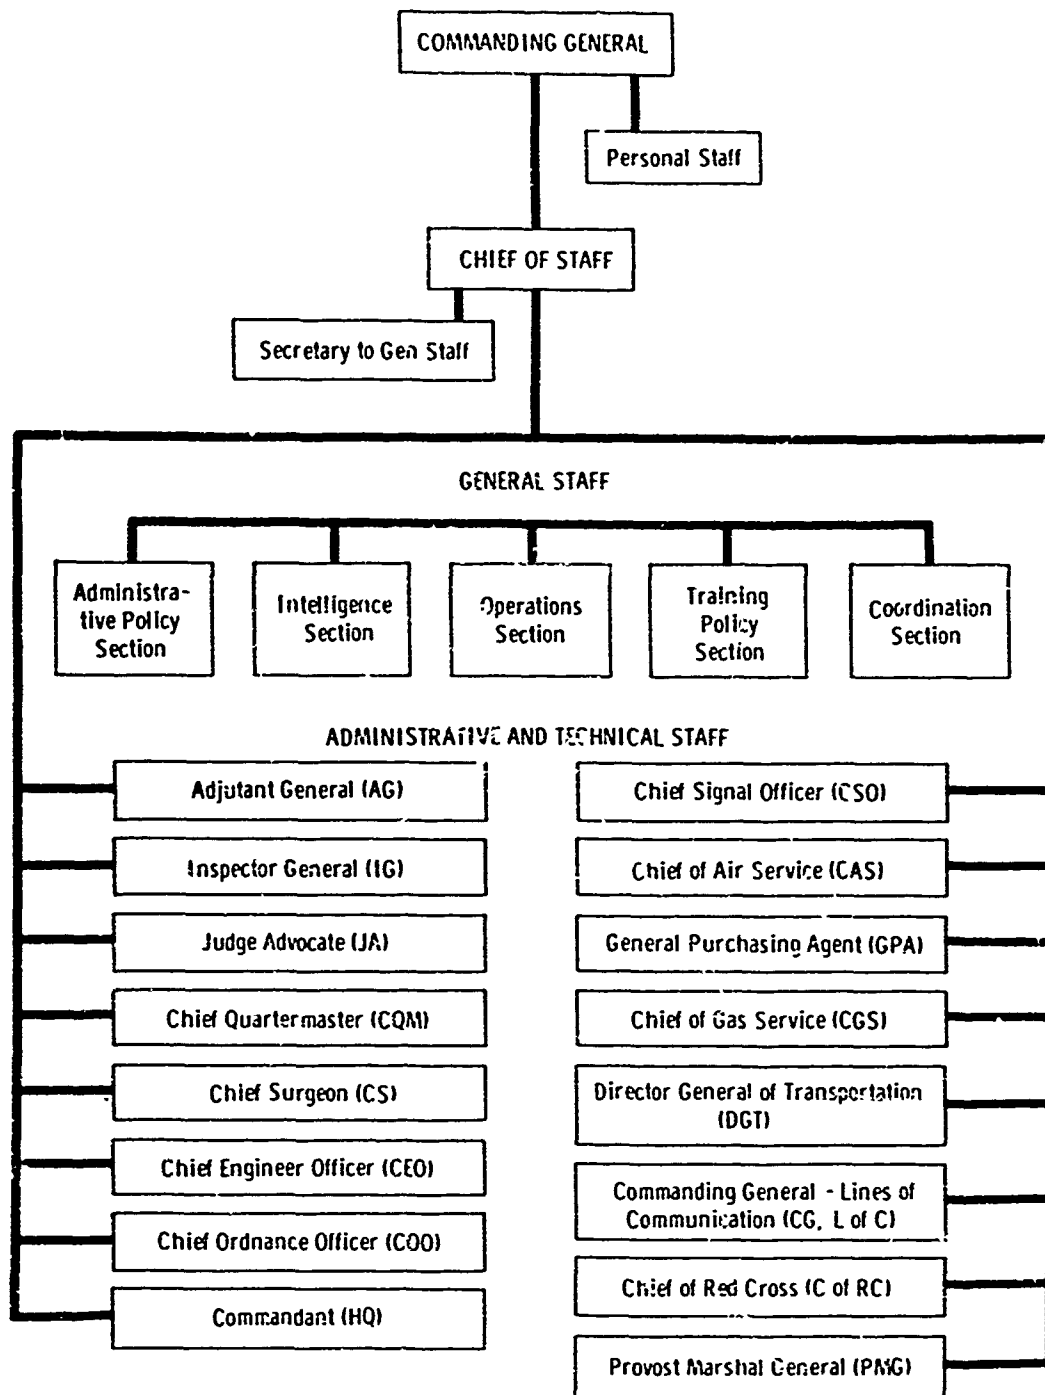 COMMANDING GENERAL
Personal Staff
CHIEF OF STAFF
Secretary to Gen Staff
GENERAL STAFF
Administra-
tive Policy
Section
Intelligence
Section
Operations
Section
Training
Policy
Section
Coordination
Section
ADMINISTRATIVE AND TECHNICAL STAFF
Adjutant General (AG)
Inspector General (IG)
Judge Advocate (JA)
Chief Quartermaster (CQM)
Chief Surgeon (CS)
Chief Engineer Officer (CEO)
Chief Ordnance Officer (COO)
Commandant (HQ)
Chief Signal Officer (CSO)
Chief of Air Service (CAS)
General Purchasing Agent (GPA)
Chief of Gas Service (CGS)
Director General of Transportation
(DGT)
Commanding General - Lines of
Communication (CG, L of C)
Chief of Red Cross (C of RC)
Provost Marshal General (PMG)